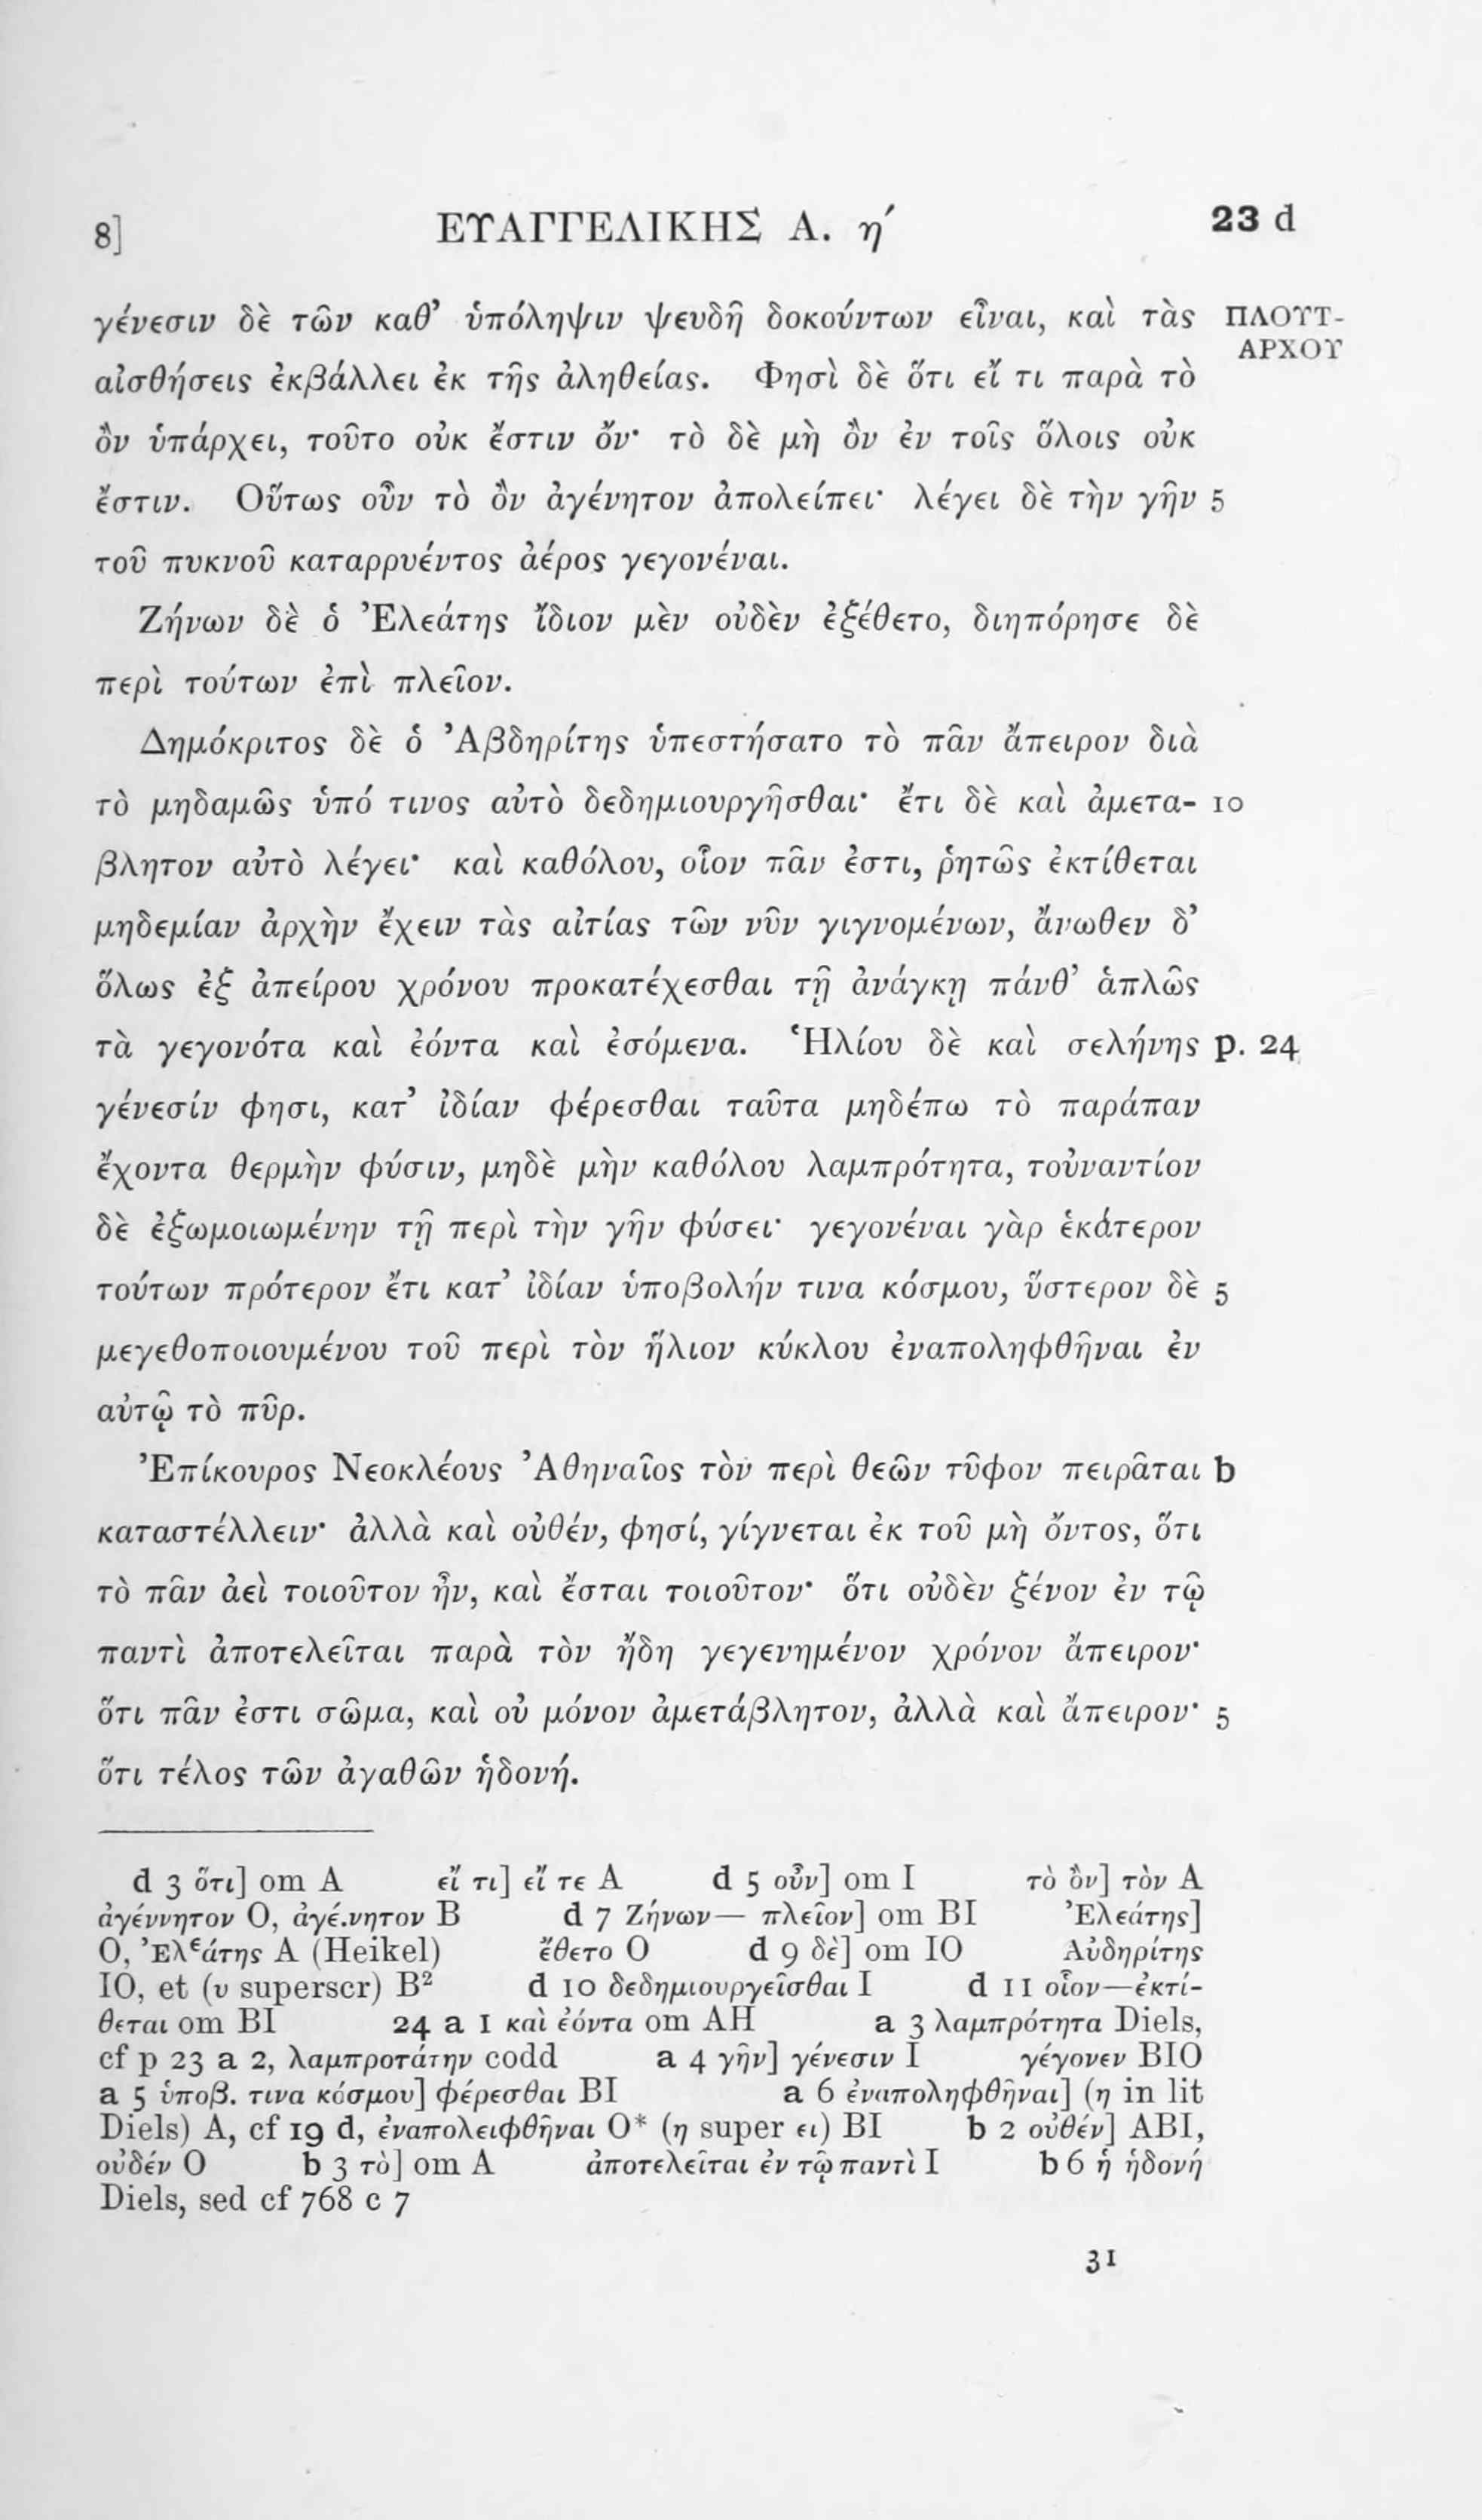 8] ΕΥΑΓΓΕΛΙΚΗΣ Α. η´ 23 d
γένεσιν δὲ τῶν καθ’ ὑπόληψιν ψευδῆ δοκούντων εἶναι, καὶ τὰς ΠΛΟΥΤ-
ΑΡΧΟΥ
αἰσθήσεις ἐκβάλλει ἐκ τῆς ἀληθείας. Φησὶ δὲ ὅτι εἴ τι παρὰ τὸ
ὂν ὑπάρχει, τοῦτο οὐκ ἔστιν ὄν· τὸ δὲ μὴ ὂν ἐν τοῖς ὅλοις οὐκ
ἔστιν. Οὕτως οὖν τὸ ὂν ἀγένητον ἀπολείπει· λέγει δὲ τὴν γῆν 5
τοῦ πυκνοῦ καταρρυέντος ἀέρος γεγονέναι.
Ζήνων δὲ ὁ Ἐλεάτης ἴδιον μὲν οὐδὲν ἐξέθετο, διηπόρησε δὲ
περὶ τούτων ἐπὶ πλεῖον.
Δημόκριτος δὲ ὁ Ἀβδηρίτης ὑπεστήσατο τὸ πᾶν ἄπειρον διὰ
τὸ μηδαμῶς ὑπό τινος αὐτὸ δεδημιουργῆσθαι· ἔτι δὲ καὶ ἀμετα- 10
βλητον αὐτὸ λέγει· καὶ καθόλου, οἷον πᾶν ἐστι, ῥητῶς ἐκτίθεται
μηδεμίαν ἀρχὴν ἔχειν τὰς αἰτίας τῶν νῦν γιγνομένων, ἄνωθεν δ’
ὅλως ἐξ ἀπείρου χρόνου προκατέχεσθαι τῇ ἀνάγκῃ πάνθ’ ἁπλῶς
τὰ γεγονότα καὶ ἐόντα καὶ ἐσόμενα. Ἡλίου δὲ καὶ σελήνης p. 24
γένεσίν φησι, κατ’ ἰδίαν φέρεσθαι ταῦτα μηδέπω τὸ παράπαν
ἔχοντα θερμὴν φύσιν, μηδὲ μὴν καθόλου λαμπρότητα, τοὐναντίον
δὲ ἐξωμοιωμένην τῇ περὶ τὴν γῆν φύσει· γεγονέναι γὰρ ἑκάτερον
τούτων πρότερον ἔτι κατ’ ἰδίαν ὑποβολήν τινα κόσμου, ὕστερον δὲ 5
μεγεθοποιουμένου τοῦ περὶ τὸν ἥλιον κύκλου ἐναποληφθῆναι ἐν
αὐτῷ τὸ πῦρ.
Ἐπίκουρος Νεοκλέους Ἀθηναῖος τὸν περὶ θεῶν τῦφον πειρᾶται b
καταστέλλειν· ἀλλὰ καὶ οὐθέν, φησί, γίγνεται ἐκ τοῦ μὴ ὄντος, ὅτι
τὸ πᾶν ἀεὶ τοιοῦτον ἦν, καὶ ἔσται τοιοῦτον· ὅτι οὐδὲν ξένον ἐν τῷ
παντὶ ἀποτελεῖται παρὰ τὸν ἤδη γεγενημένον χρόνον ἄπειρον·
ὅτι πᾶν ἐστι σῶμα, καὶ οὐ μόνον ἀμετάβλητον, ἀλλὰ καὶ ἄπειρον· 5
ὅτι τέλος τῶν ἀγαθῶν ἡδονή.
d 3 ὅτι] om A εἴ τι] εἴ τε A d 5 οὖν] om I τὸ ὂν] τὸν A
ἀγέννητον O, ἀγέ.νητον B d 7 Ζήνων— πλεῖον] om BI Ἐλεάτης]
O, Ἐλεάτης A (Heikel) ἔθετο O d 9 δὲ] om IO Αὐδηρίτης
IO, et (υ superscr) B² d 10 δεδημιουργεῖσθαι I d 11 οἷον—ἐκτί-
θεται om BI 24 a 1 καὶ ἐόντα om AH a 3 λαμπρότητα Diels,
cf p 23 a 2, λαμπροτάτην codd a 4 γῆν] γένεσιν I γέγονεν BIO
a 5 ὑποβ. τινα κόσμου] φέρεσθαι BI a 6 ἐναποληφθῆναι] (η in lit
Diels) A, cf 19 d, ἐναπολειφθῆναι O* (η super ει) BI b 2 οὐθέν] ABI,
οὐδέν O b 3 τὸ] om A ἀποτελεῖται ἐν τῷ παντὶ I b 6 ἡ ἡδονή
Diels, sed cf 768 c 7
31